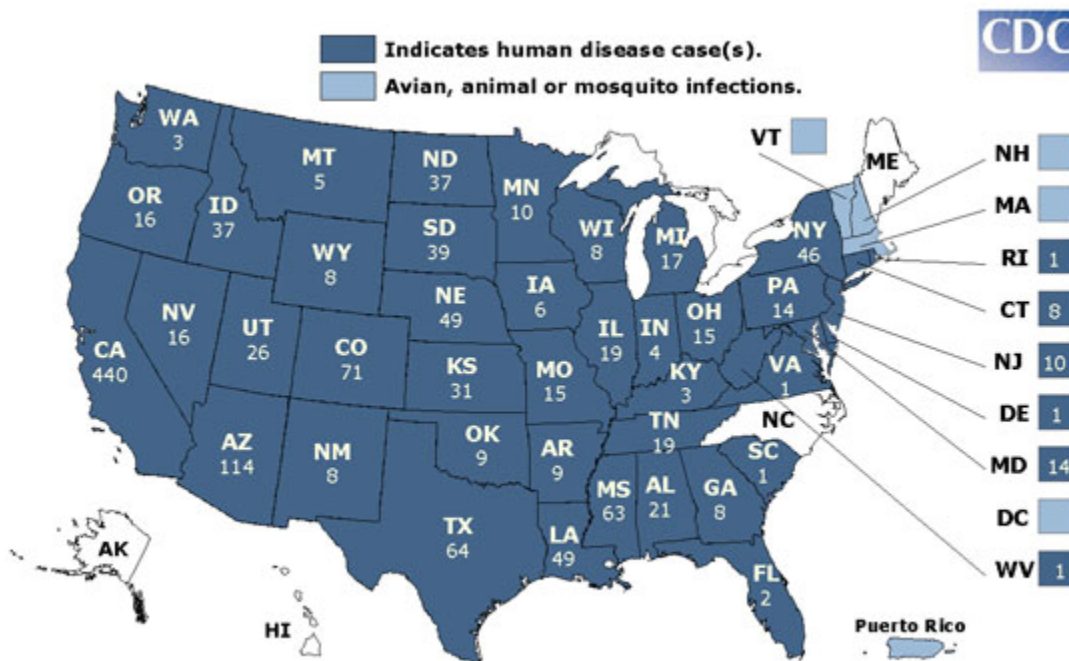 Indicates human disease case(s).
Avian, animal or mosquito infections.
CDC
WA
3
MT
5
ND
37
MN
10
VT
ME
NH
OR
16
ID
37
WY
8
SD
39
WI
8
MI
17
NY
46
MA
RI 1
NE
49
IA
6
PA
14
CT 8
NV
16
UT
26
CO
71
IL
19
IN
4
OH
15
NJ 10
CA
440
KS
31
MO
15
KY
3
VA
1
DE 1
AZ
114
NM
8
OK
9
AR
9
TN
19
NC
SC
1
MD 14
MS
63
AL
21
GA
8
DC
TX
64
LA
49
FL
2
WV 1
AK
HI
Puerto Rico